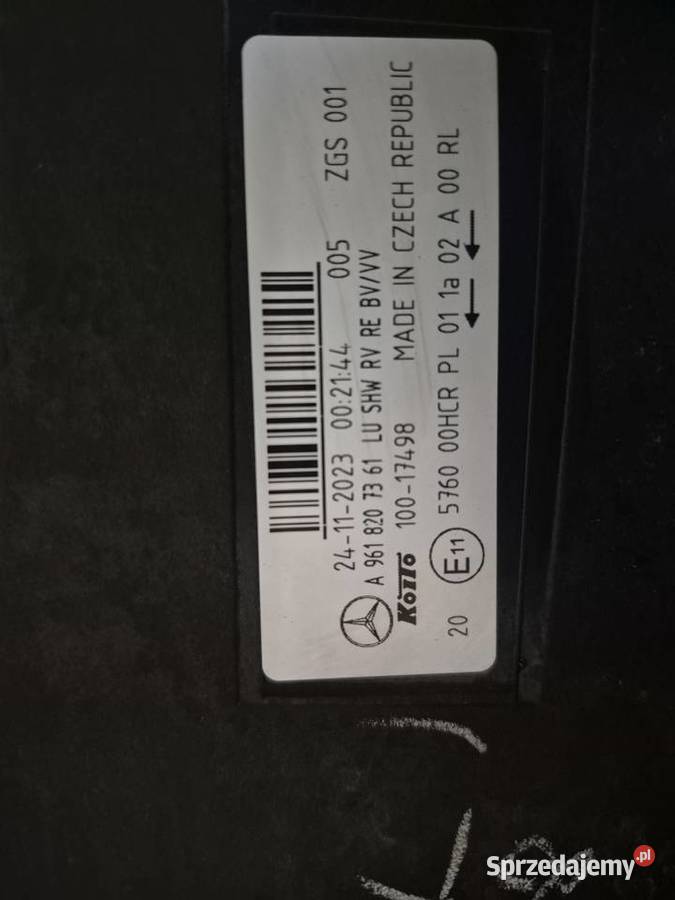 24-11-2023 00:21:44 005 ZGS 001
A 961 820 73 61 LU SHW RV RE BV/VV
KOITO 100-17498 MADE IN CZECH REPUBLIC
20 E11 5760 00HCR PL 01 1a 02 A 00 RL
Sprzedajemy.pl